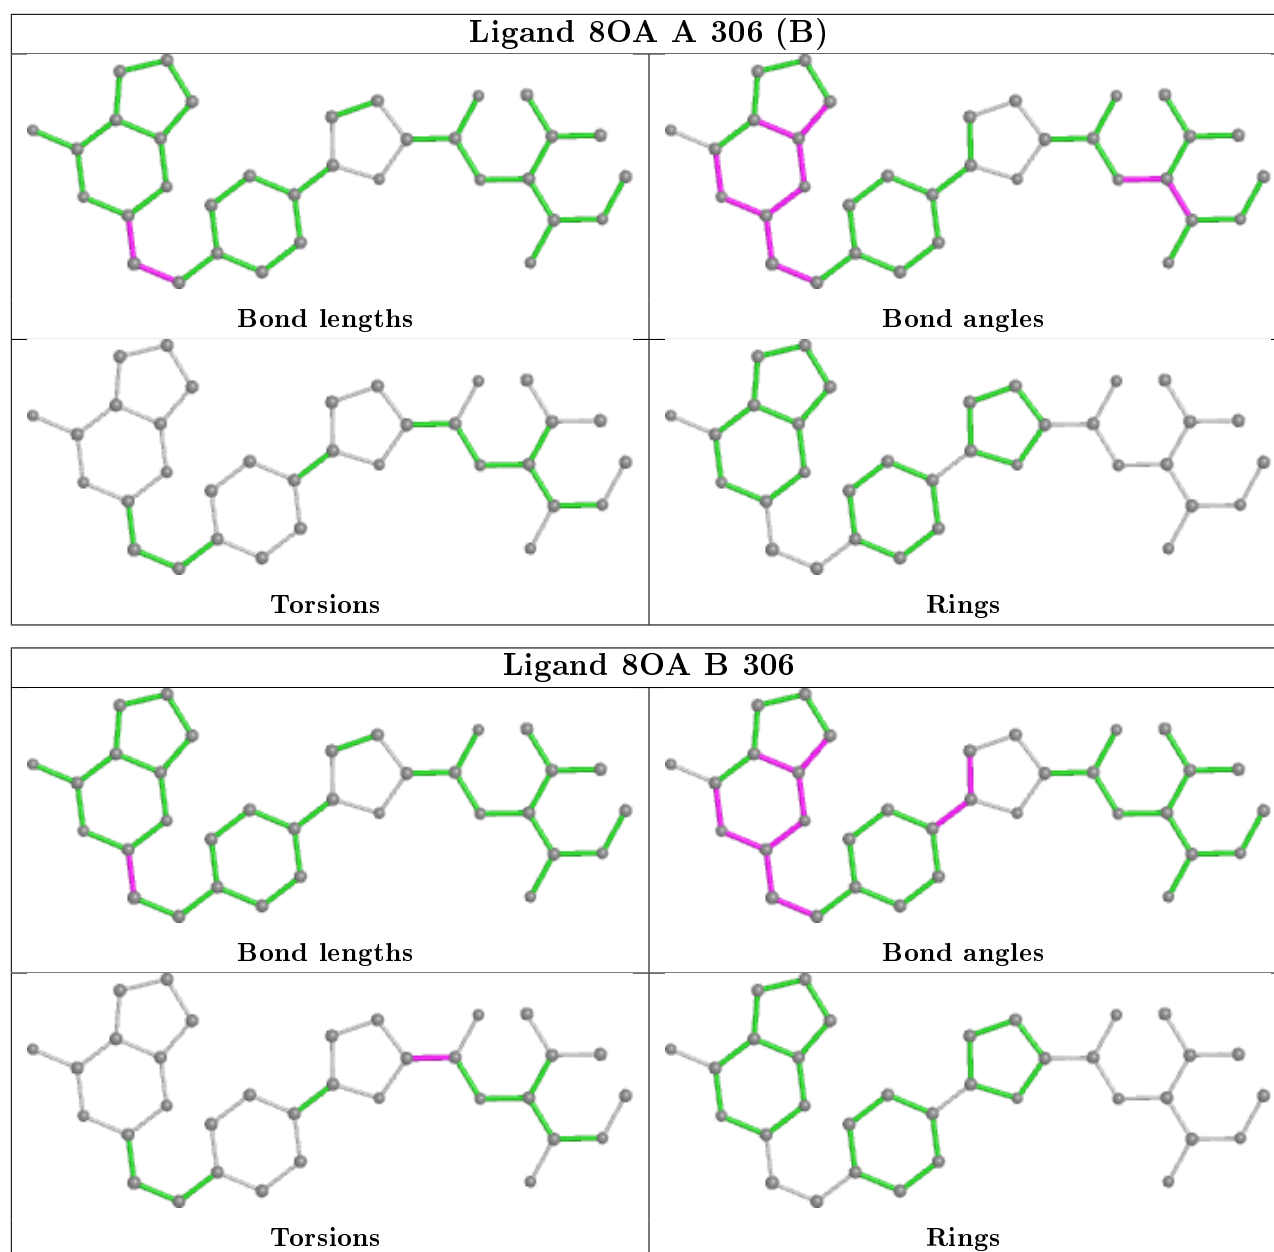 Ligand 8OA A 306 (B)
Bond lengths
Bond angles
Torsions
Rings
Ligand 8OA B 306
Bond lengths
Bond angles
Torsions
Rings